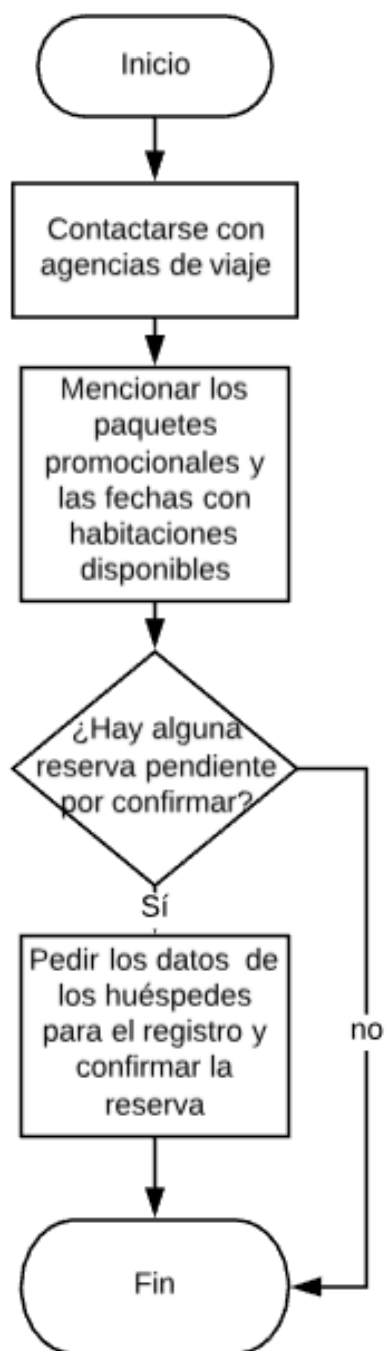 Inicio
Contactarse con
agencias de viaje
Mencionar los
paquetes
promocionales y
las fechas con
habitaciones
disponibles
¿Hay alguna
reserva pendiente
por confirmar?
Sí
Pedir los datos de
los huéspedes
para el registro y
confirmar la
reserva
no
Fin